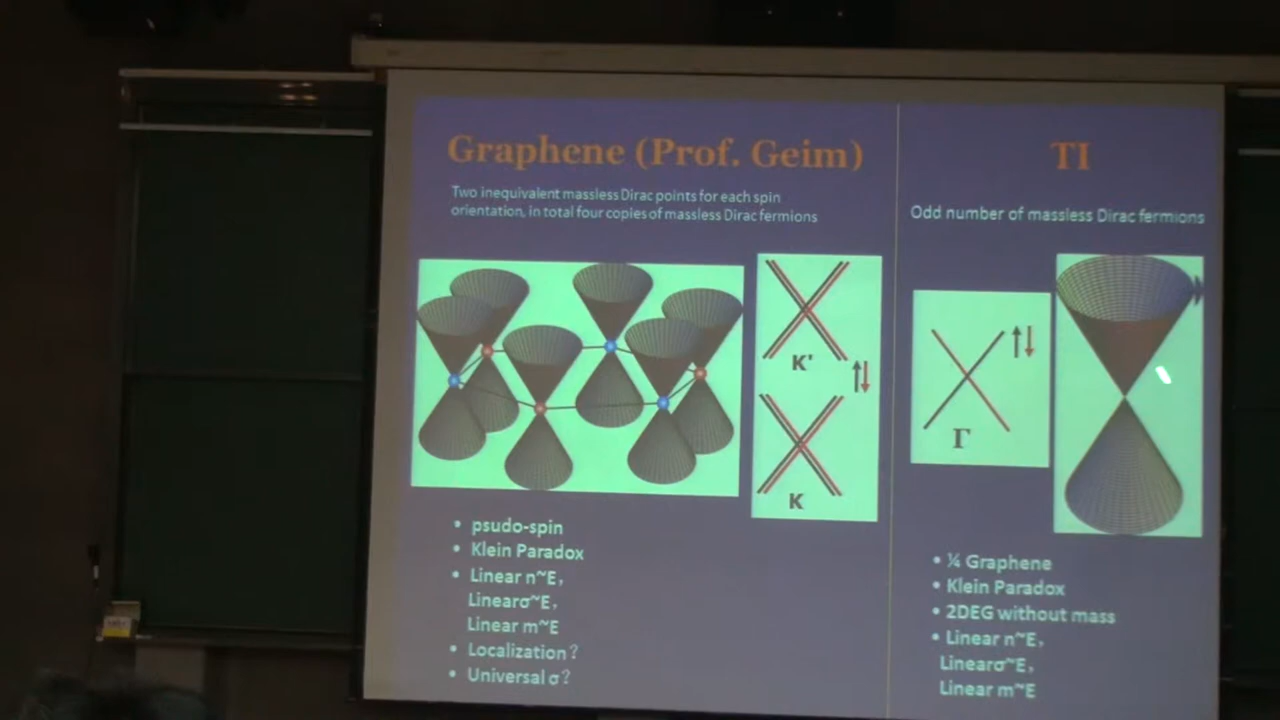 Graphene (Prof. Geim)
Two inequivalent massless Dirac points for each spin
orientation, in total four copies of massless Dirac fermions
K'
K
• psudo-spin
• Klein Paradox
• Linear n~E,
Linearσ~E,
Linear m~E
• Localization?
• Universal σ?
TI
Odd number of massless Dirac fermions
Γ
• ¼ Graphene
• Klein Paradox
• 2DEG without mass
• Linear n~E,
Linearσ~E,
Linear m~E